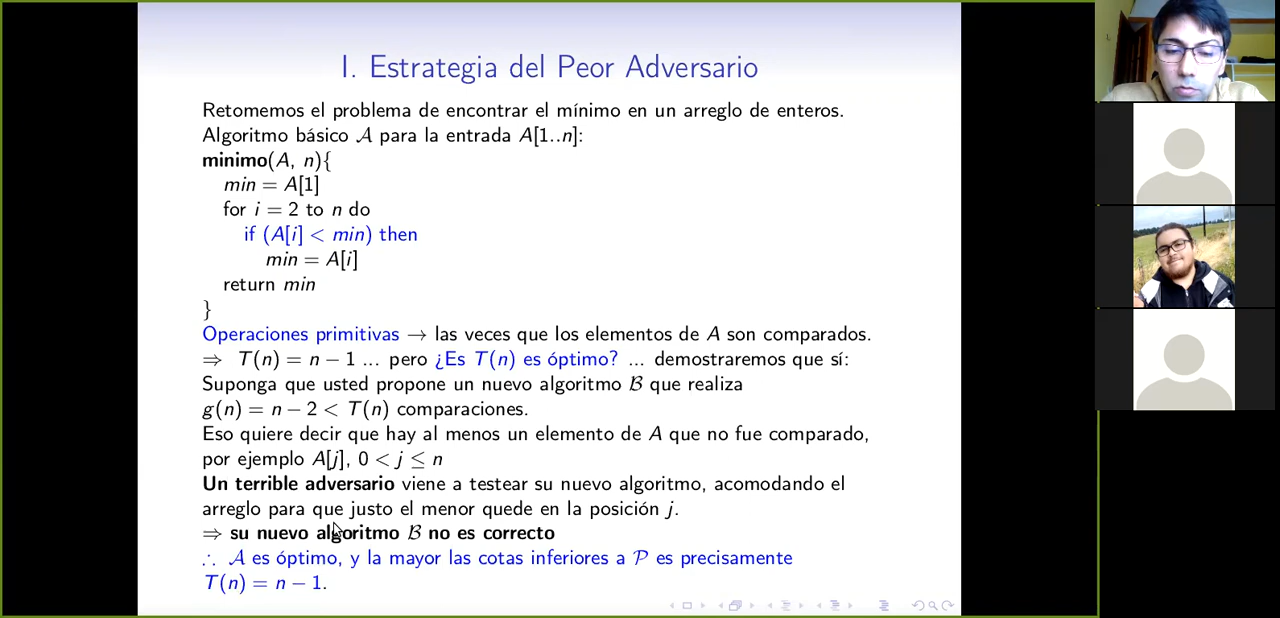 I. Estrategia del Peor Adversario
Retomemos el problema de encontrar el mínimo en un arreglo de enteros.
Algoritmo básico 𝒜 para la entrada A[1..n]:
minimo(A, n){
min = A[1]
for i = 2 to n do
if (A[i] < min) then
min = A[i]
return min
}
Operaciones primitivas → las veces que los elementos de A son comparados.
⇒ T(n) = n − 1 ... pero ¿Es T(n) es óptimo? ... demostraremos que sí:
Suponga que usted propone un nuevo algoritmo ℬ que realiza
g(n) = n − 2 < T(n) comparaciones.
Eso quiere decir que hay al menos un elemento de A que no fue comparado,
por ejemplo A[j], 0 < j ≤ n
Un terrible adversario viene a testear su nuevo algoritmo, acomodando el
arreglo para que justo el menor quede en la posición j.
⇒ su nuevo algoritmo ℬ no es correcto
∴ 𝒜 es óptimo, y la mayor las cotas inferiores a 𝒫 es precisamente
T(n) = n − 1.